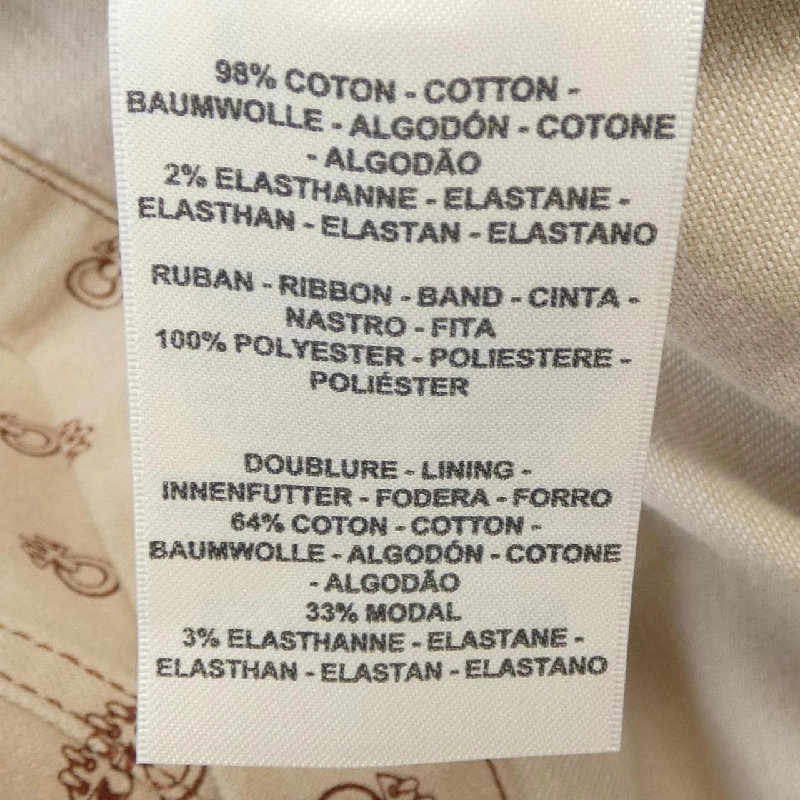 98% COTON - COTTON -
BAUMWOLLE - ALGODÓN - COTONE
- ALGODÃO
2% ELASTHANNE - ELASTANE -
ELASTHAN - ELASTAN - ELASTANO
RUBAN - RIBBON - BAND - CINTA -
NASTRO - FITA
100% POLYESTER - POLIESTERE -
POLIÉSTER
DOUBLURE - LINING -
INNENFUTTER - FODERA - FORRO
64% COTON - COTTON -
BAUMWOLLE - ALGODÓN - COTONE
- ALGODÃO
33% MODAL
3% ELASTHANNE - ELASTANE -
ELASTHAN - ELASTAN - ELASTANO